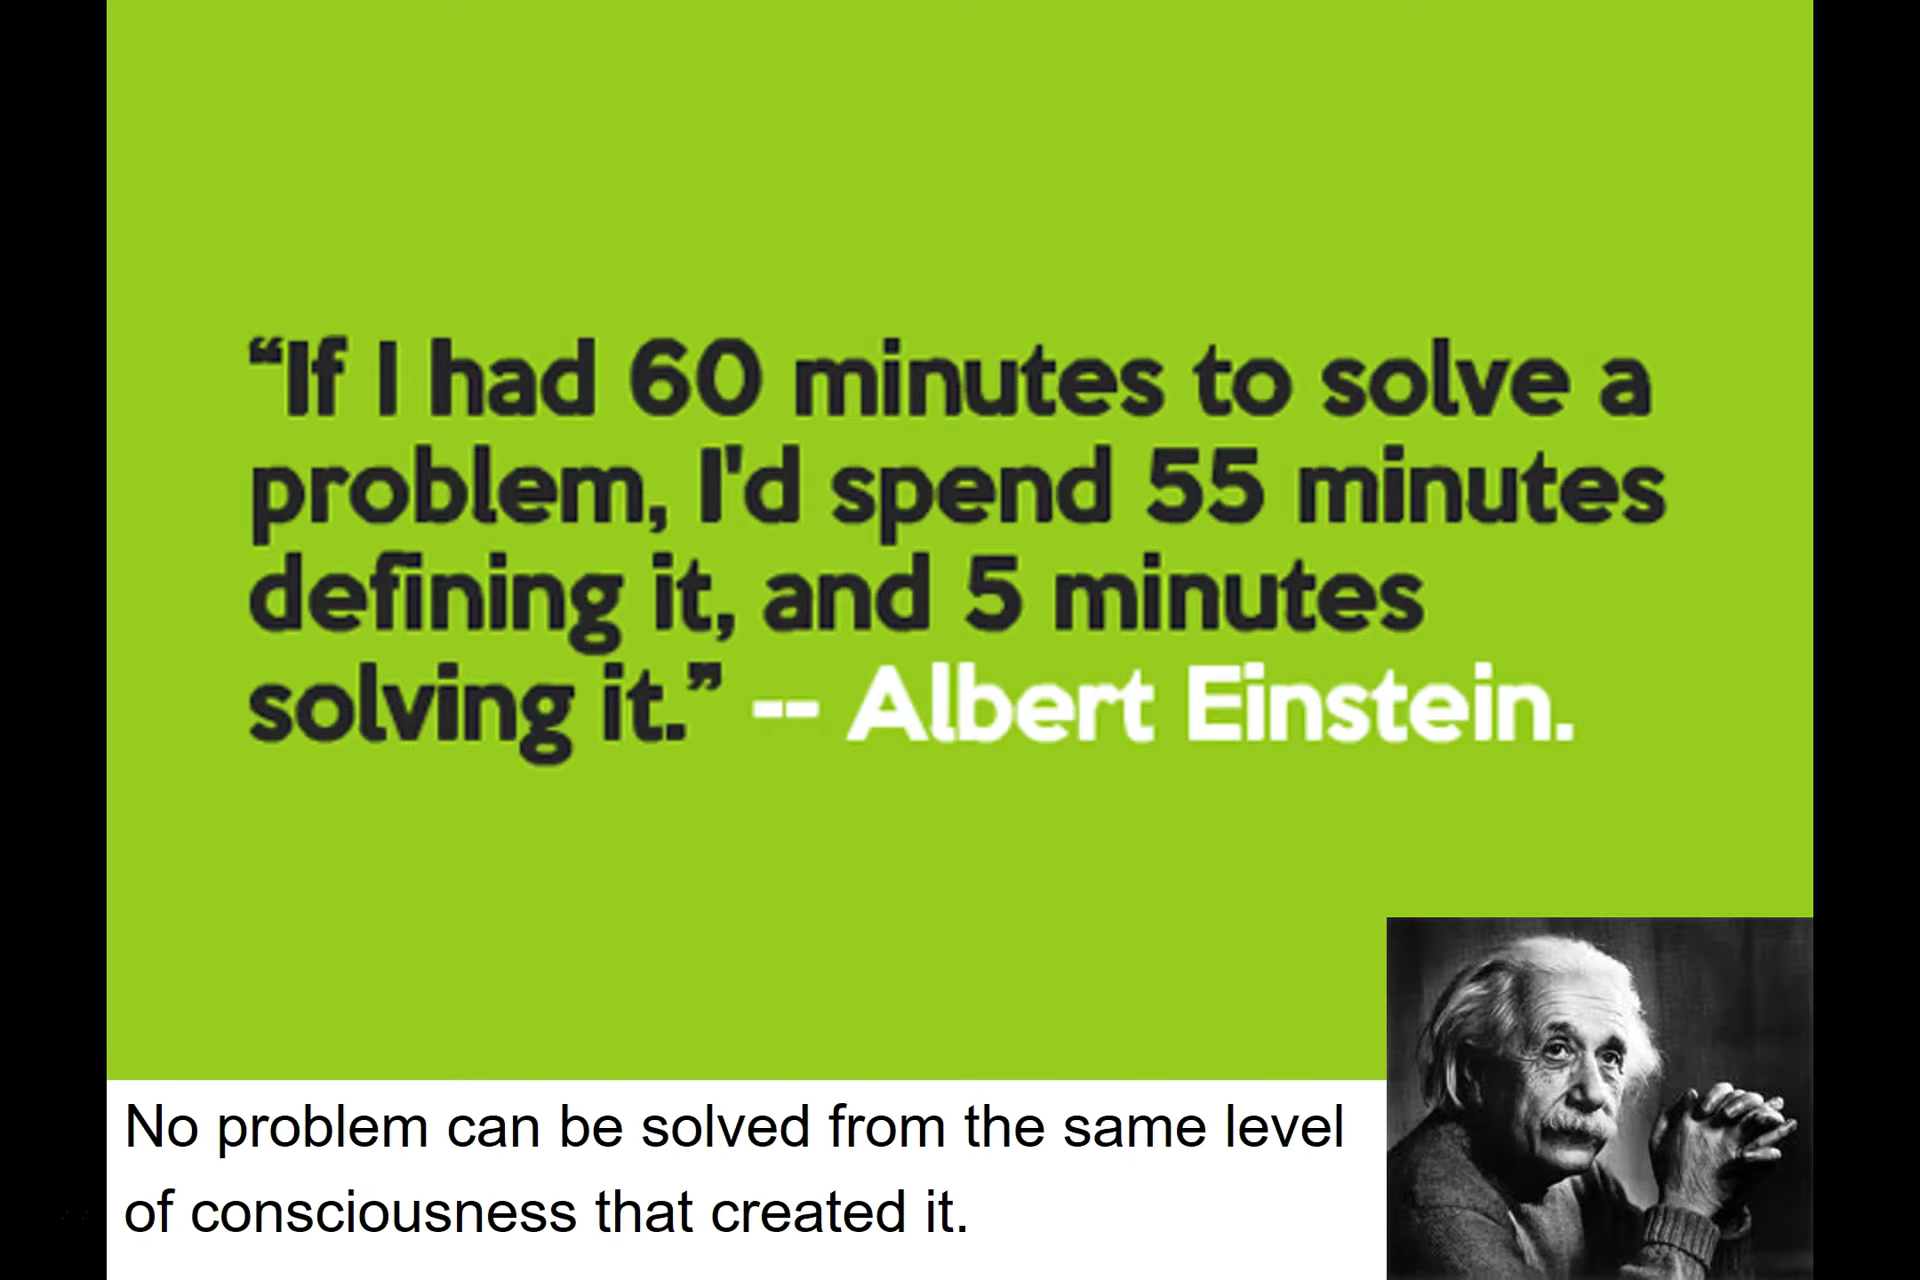 “If I had 60 minutes to solve a
problem, I'd spend 55 minutes
defining it, and 5 minutes
solving it.” -- Albert Einstein.
No problem can be solved from the same level
of consciousness that created it.